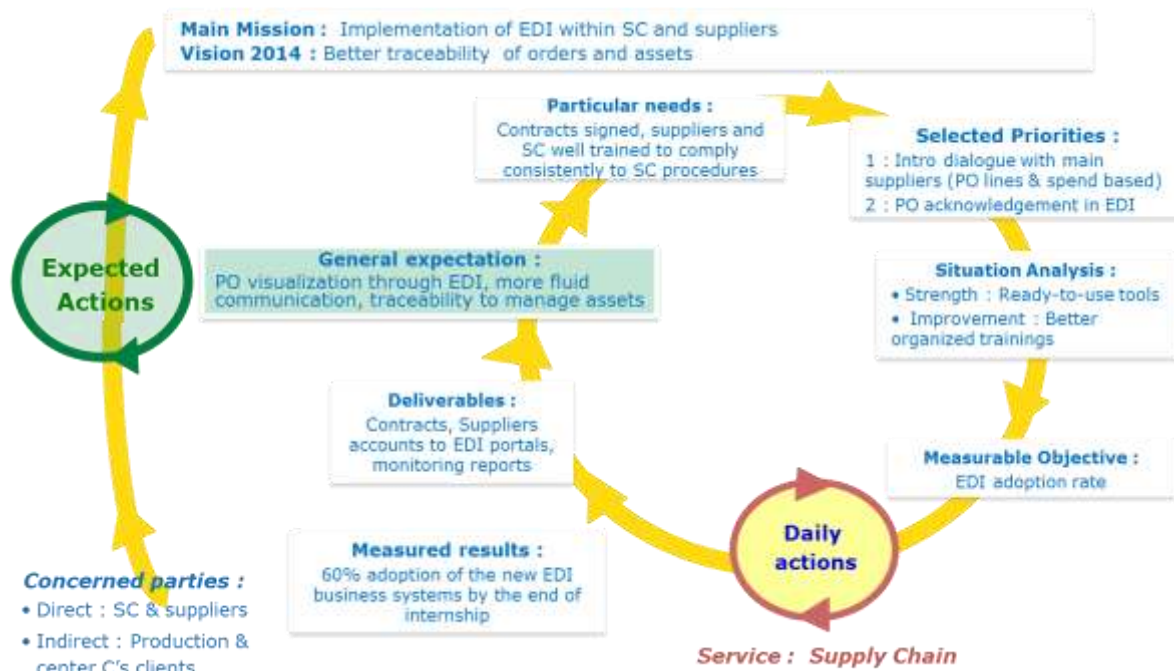 Main Mission : Implementation of EDI within SC and suppliers
Vision 2014 : Better traceability of orders and assets
Particular needs :
Contracts signed, suppliers and
SC well trained to comply
consistently to SC procedures
Selected Priorities :
1 : Intro dialogue with main
suppliers (PO lines & spend based)
2 : PO acknowledgement in EDI
Expected
Actions
General expectation :
PO visualization through EDI, more fluid
communication, traceability to manage assets
Situation Analysis :
• Strength : Ready-to-use tools
• Improvement : Better
organized trainings
Deliverables :
Contracts, Suppliers
accounts to EDI portals,
monitoring reports
Measurable Objective :
EDI adoption rate
Daily
actions
Measured results :
60% adoption of the new EDI
business systems by the end of
internship
Concerned parties :
• Direct : SC & suppliers
• Indirect : Production &
center C's clients
Service : Supply Chain